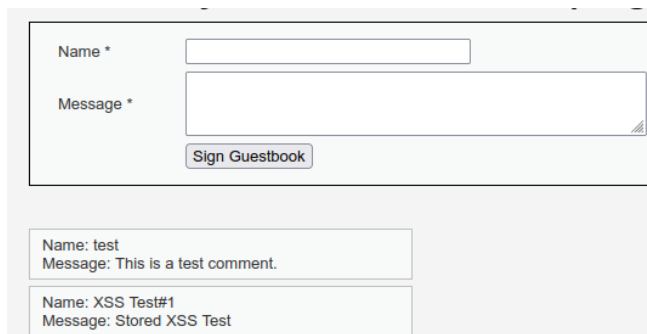 Name *
Message *
Sign Guestbook
Name: test
Message: This is a test comment.
Name: XSS Test#1
Message: Stored XSS Test